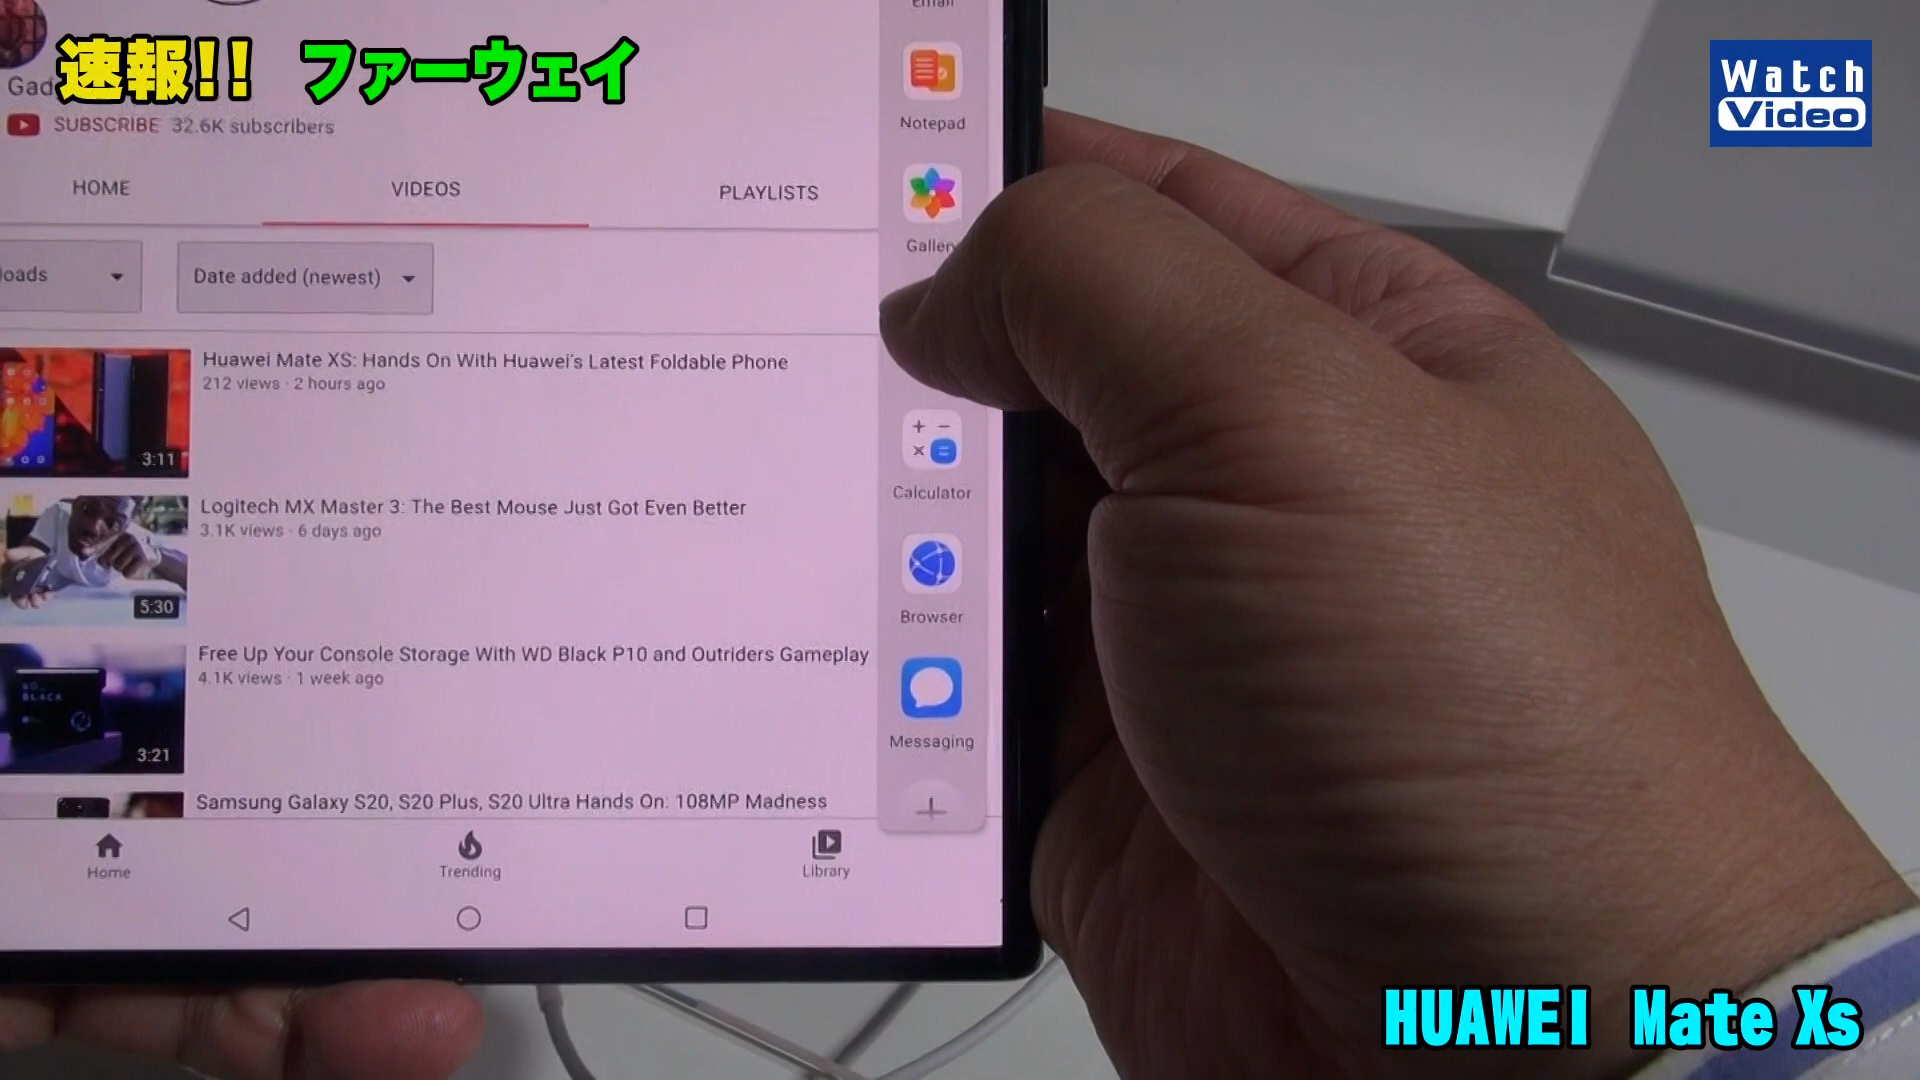 Email
速報!! ファーウェイ
Watch
Video
Gad
SUBSCRIBE 32.6K subscribers
Notepad
HOME VIDEOS PLAYLISTS
Gallery
loads
Date added (newest)
Huawei Mate XS: Hands On With Huawei's Latest Foldable Phone
212 views · 2 hours ago
3:11
Calculator
Logitech MX Master 3: The Best Mouse Just Got Even Better
3.1K views · 6 days ago
5:30
Browser
Free Up Your Console Storage With WD Black P10 and Outriders Gameplay
4.1K views · 1 week ago
BLACK
3:21
Messaging
Samsung Galaxy S20, S20 Plus, S20 Ultra Hands On: 108MP Madness
Home Trending Library
HUAWEI Mate Xs